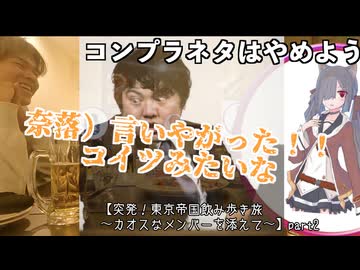 コンプラネタはやめよう
奈落）言いやがった！！
コイツみたいな
【突発！東京帝国飲み歩き旅
～カオスなメンバーを添えて～】part2